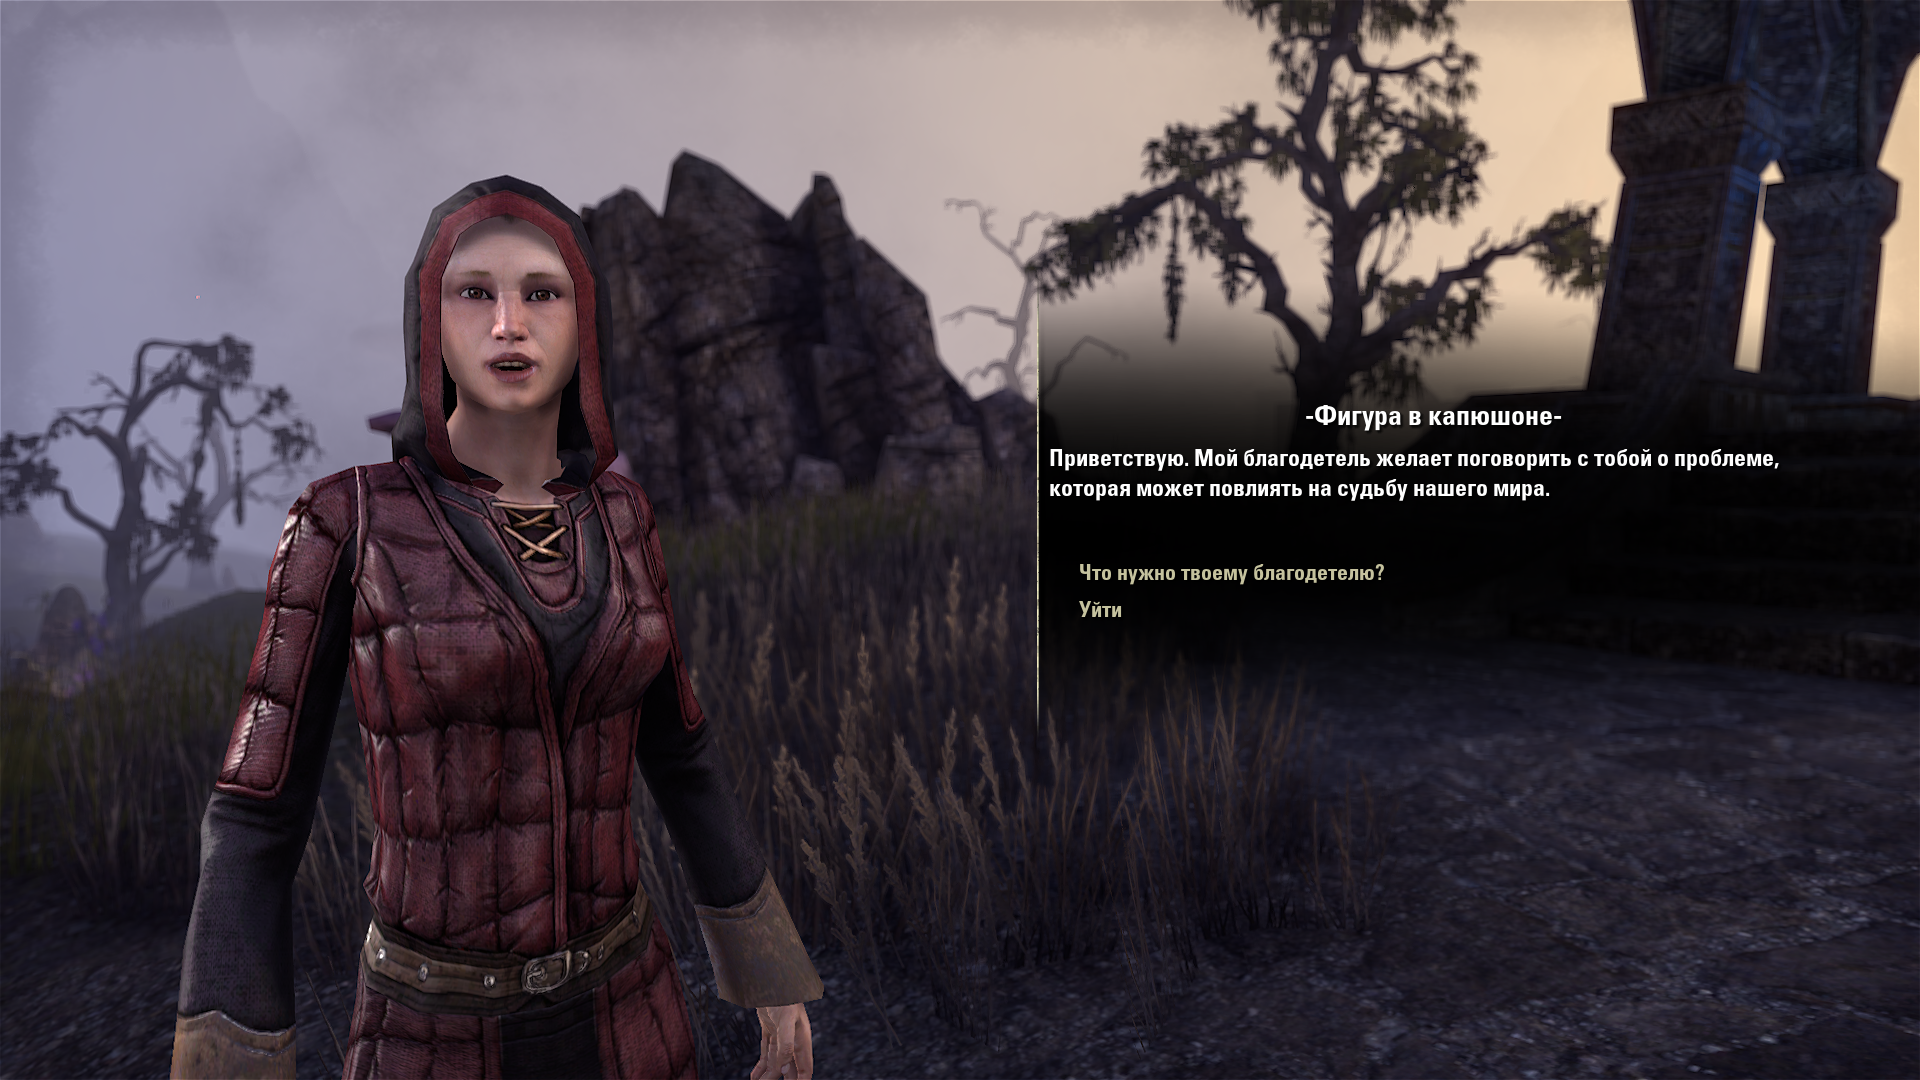 -Фигура в капюшоне-
Приветствую. Мой благодетель желает поговорить с тобой о проблеме,
которая может повлиять на судьбу нашего мира.
Что нужно твоему благодетелю?
Уйти